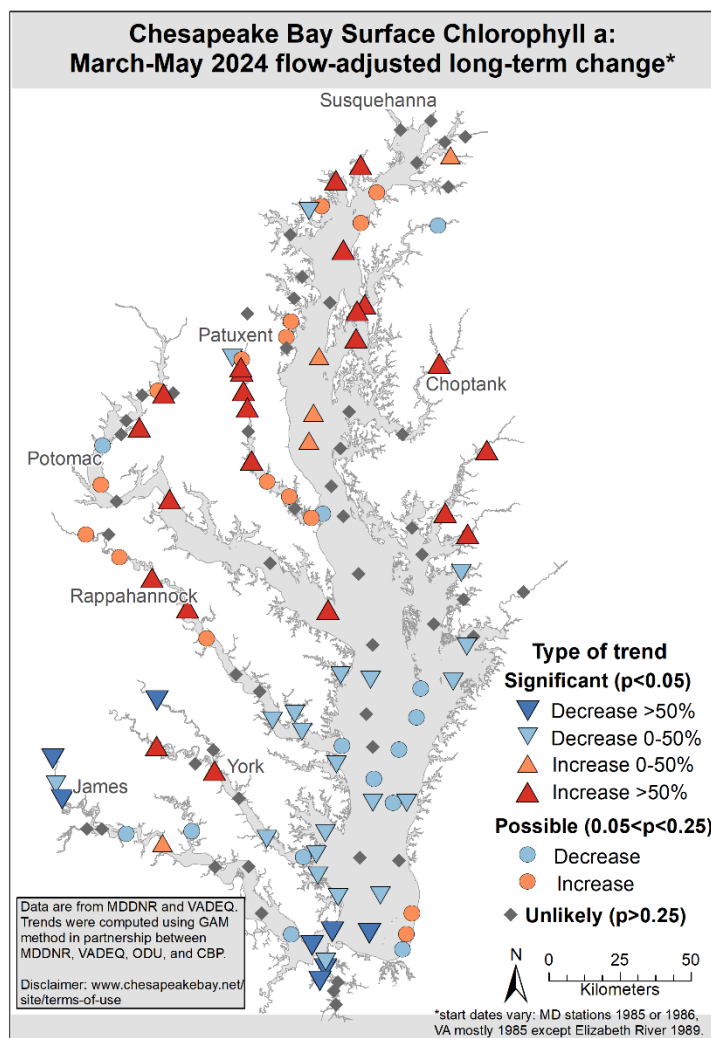 Chesapeake Bay Surface Chlorophyll a:
March-May 2024 flow-adjusted long-term change*
Susquehanna
Patuxent
Choptank
Potomac
Rappahannock
York
James
Type of trend
Significant (p<0.05)
Decrease >50%
Decrease 0-50%
Increase 0-50%
Increase >50%
Possible (0.05<p<0.25)
Decrease
Increase
Unlikely (p>0.25)
Data are from MDDNR and VADEQ.
Trends were computed using GAM
method in partnership between
MDDNR, VADEQ, ODU, and CBP.
Disclaimer: www.chesapeakebay.net/
site/terms-of-use
N
0 25 50
Kilometers
*start dates vary: MD stations 1985 or 1986,
VA mostly 1985 except Elizabeth River 1989.